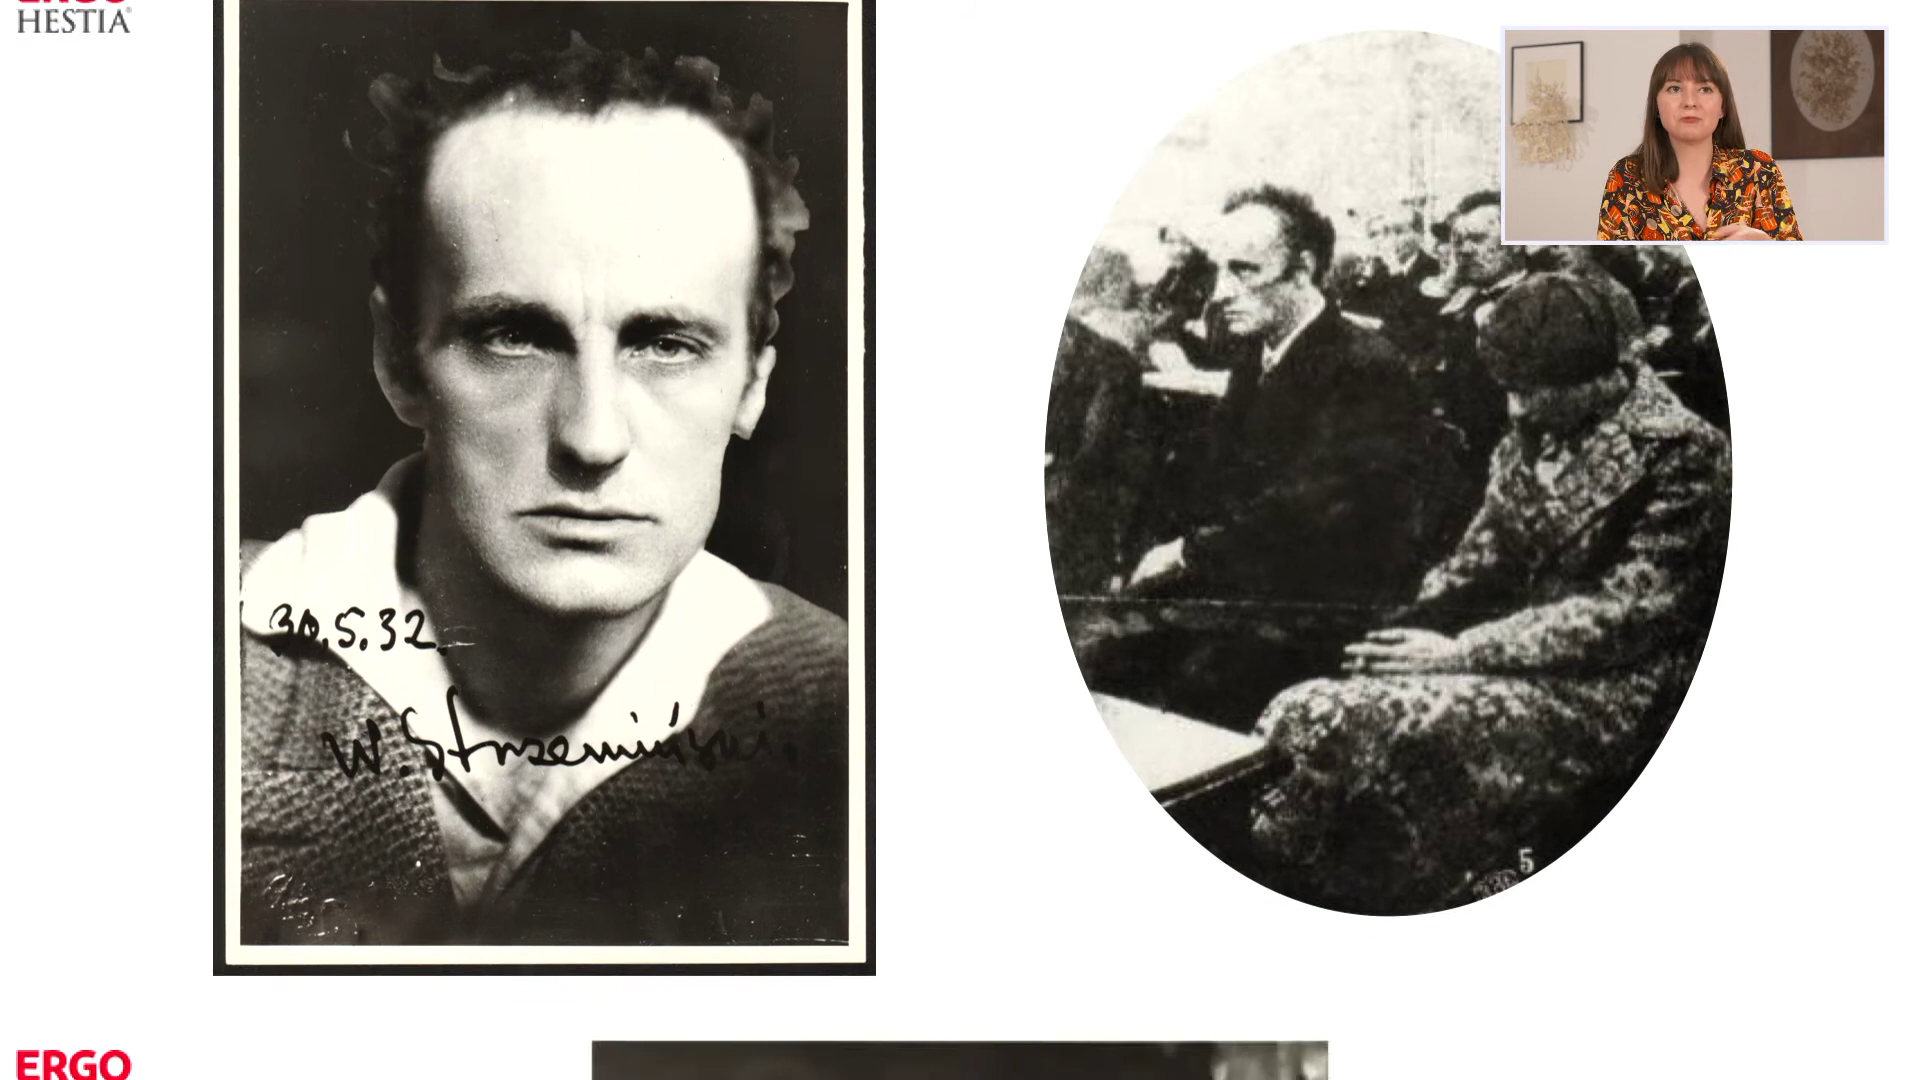 ERGO
HESTIA®
30.5.32
W. Strzemiński.
5
ERGO